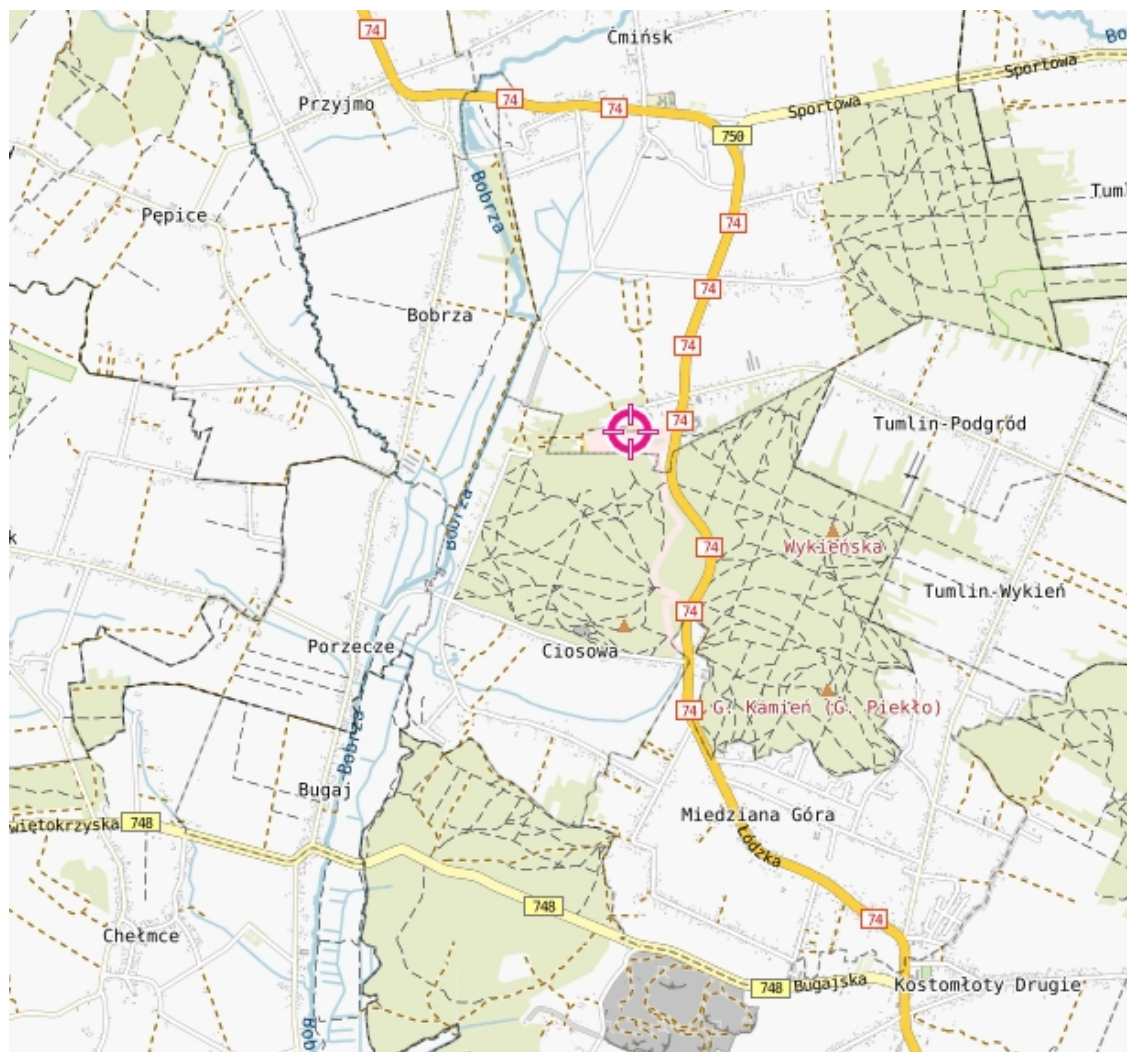 74
Ćmińsk
Bo
Sportowa
74
Przyjmo
74
Sportowa
750
Bobrza
Tuml
Pępice
74
74
Bobrza
74
74
Tumlin-Podgród
Bobrza
k
Wykieńska
74
Tumlin-Wykień
74
Porzecze
Ciosowa
74
G. Kamień (G. Piekło)
Bobrza
Bugaj
Miedziana Góra
więtokrzyska
748
Łódzka
748
74
Chełmce
748
Bugajska
Kostomłoty Drugie
Bob